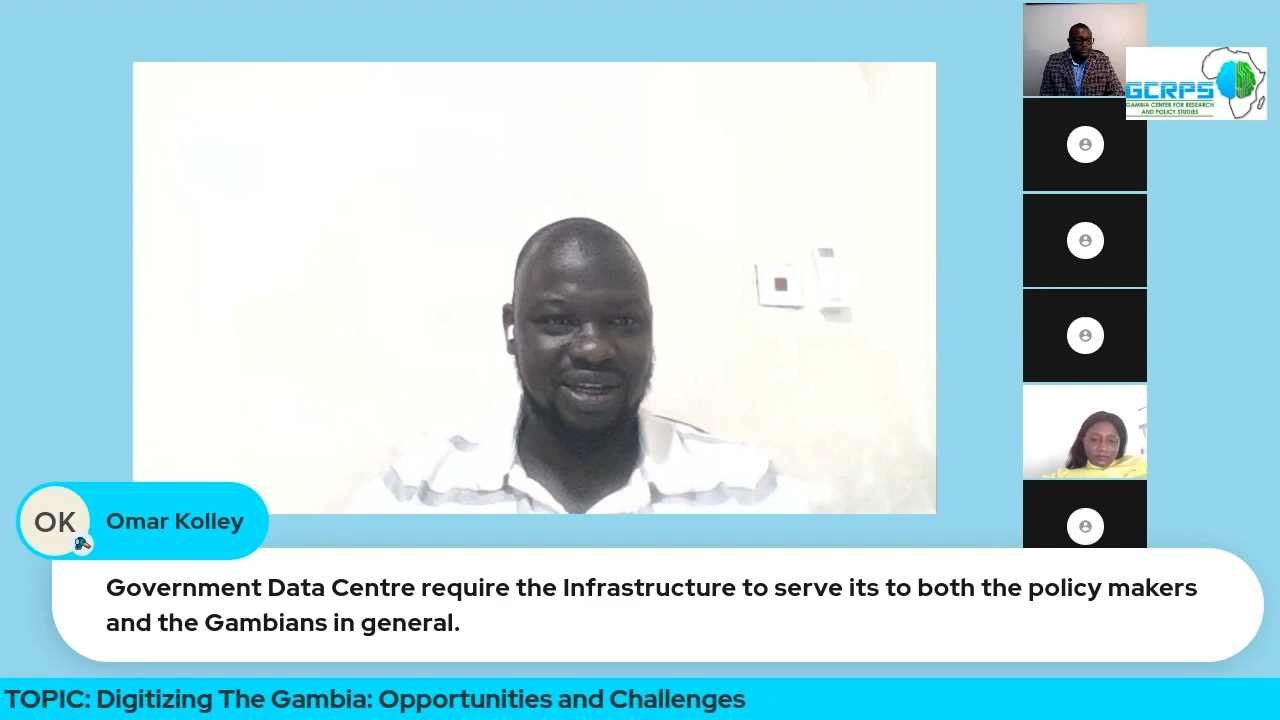 GCRPS
GAMBIA CENTER FOR RESEARCH
AND POLICY STUDIES
OK
Omar Kolley
Government Data Centre require the Infrastructure to serve its to both the policy makers
and the Gambians in general.
TOPIC: Digitizing The Gambia: Opportunities and Challenges